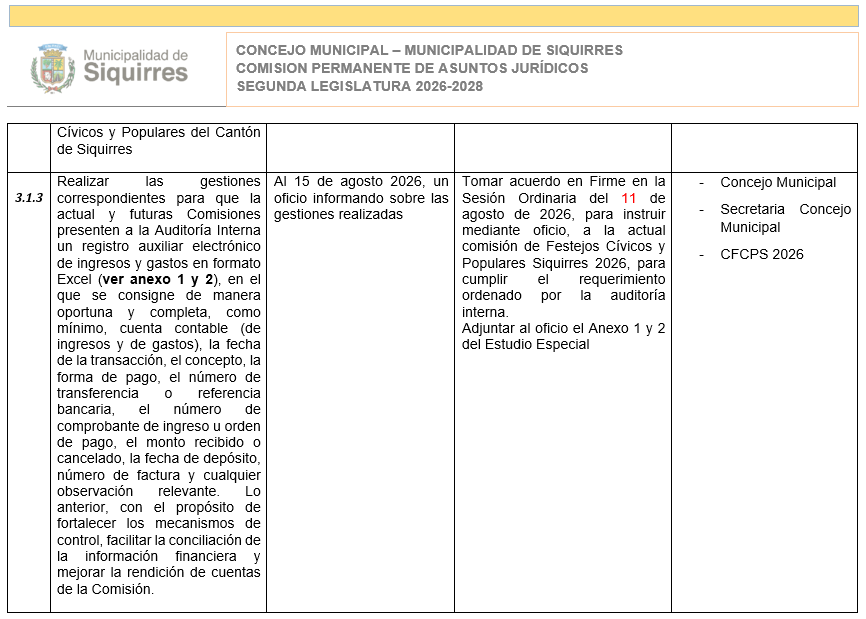 Municipalidad de
Siquirres
CONCEJO MUNICIPAL – MUNICIPALIDAD DE SIQUIRRES
COMISION PERMANENTE DE ASUNTOS JURÍDICOS
SEGUNDA LEGISLATURA 2026-2028
Cívicos y Populares del Cantón
de Siquirres
3.1.3
Realizar las gestiones
correspondientes para que la
actual y futuras Comisiones
presenten a la Auditoría Interna
un registro auxiliar electrónico
de ingresos y gastos en formato
Excel (ver anexo 1 y 2), en el
que se consigne de manera
oportuna y completa, como
mínimo, cuenta contable (de
ingresos y de gastos), la fecha
de la transacción, el concepto, la
forma de pago, el número de
transferencia o referencia
bancaria, el número de
comprobante de ingreso u orden
de pago, el monto recibido o
cancelado, la fecha de depósito,
número de factura y cualquier
observación relevante. Lo
anterior, con el propósito de
fortalecer los mecanismos de
control, facilitar la conciliación de
la información financiera y
mejorar la rendición de cuentas
de la Comisión.
Al 15 de agosto 2026, un
oficio informando sobre las
gestiones realizadas
Tomar acuerdo en Firme en la
Sesión Ordinaria del 11 de
agosto de 2026, para instruir
mediante oficio, a la actual
comisión de Festejos Cívicos y
Populares Siquirres 2026, para
cumplir el requerimiento
ordenado por la auditoría
interna.
Adjuntar al oficio el Anexo 1 y 2
del Estudio Especial
- Concejo Municipal
- Secretaria Concejo
Municipal
- CFCPS 2026